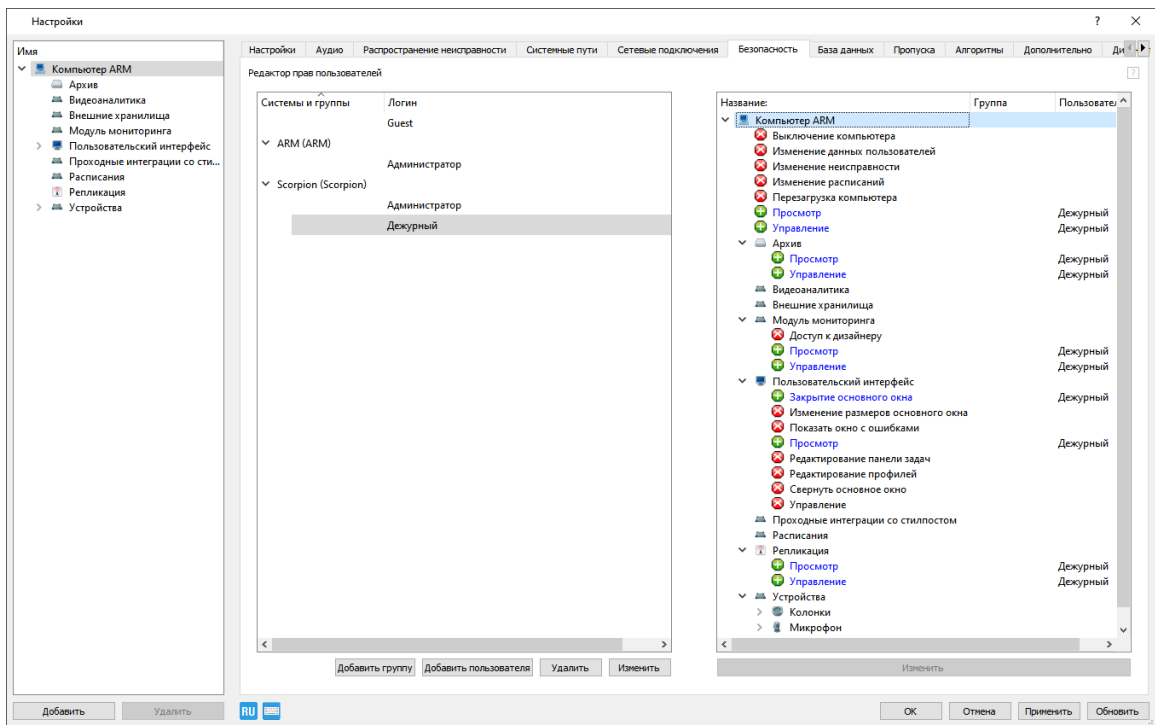 Настройки
?
Имя
Компьютер ARM
Архив
Видеоаналитика
Внешние хранилища
Модуль мониторинга
Пользовательский интерфейс
Проходные интеграции со сти...
Расписания
Репликация
Устройства
Добавить Удалить
Настройки Аудио Распространение неисправности Системные пути Сетевые подключения Безопасность База данных Пропуска Алгоритмы Дополнительно
Редактор прав пользователей
?
Системы и группы Логин
Guest
ARM (ARM)
Администратор
Scorpion (Scorpion)
Администратор
Дежурный
Добавить группу Добавить пользователя Удалить Изменить
Название: Группа Пользовател
Компьютер ARM
Выключение компьютера
Изменение данных пользователей
Изменение неисправности
Изменение расписаний
Перезагрузка компьютера
Просмотр Дежурный
Управление Дежурный
Архив
Просмотр Дежурный
Управление Дежурный
Видеоаналитика
Внешние хранилища
Модуль мониторинга
Доступ к дизайнеру
Просмотр Дежурный
Управление Дежурный
Пользовательский интерфейс
Закрытие основного окна Дежурный
Изменение размеров основного окна
Показать окно с ошибками
Просмотр Дежурный
Редактирование панели задач
Редактирование профилей
Свернуть основное окно
Управление
Проходные интеграции со стилпостом
Расписания
Репликация
Просмотр Дежурный
Управление Дежурный
Устройства
Колонки
Микрофон
Изменить
RU
OK Отмена Применить Обновить